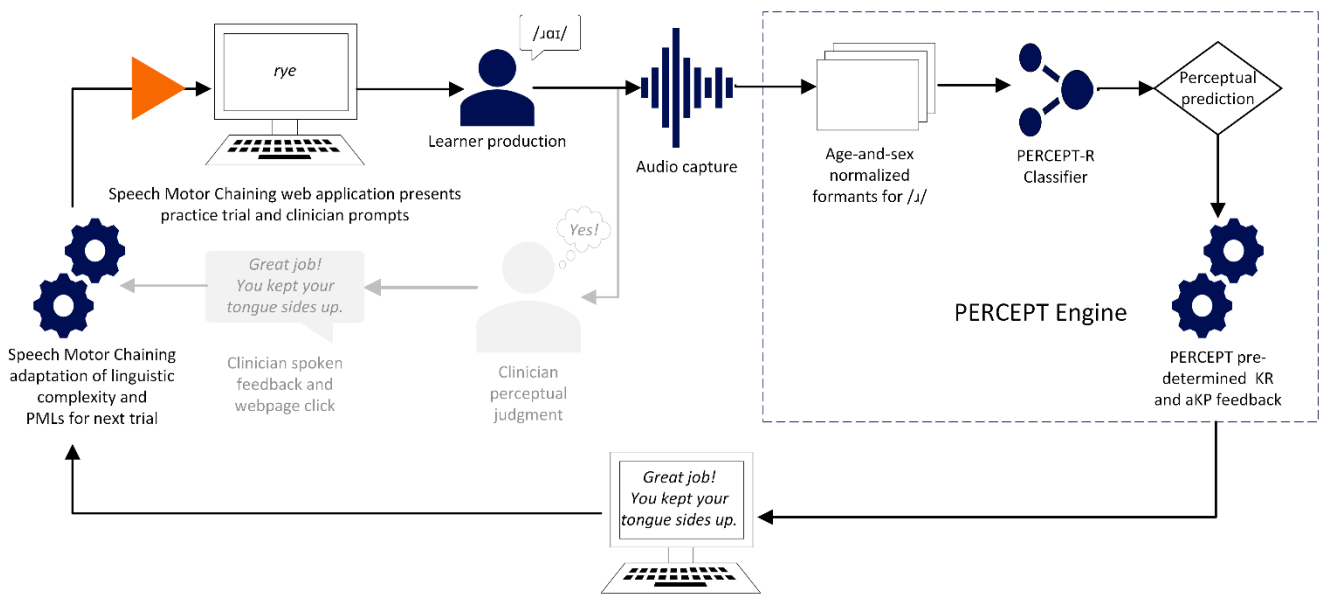 rye
/ɹɑɪ/
Learner production
Audio capture
Speech Motor Chaining web application presents
practice trial and clinician prompts
Age-and-sex
normalized
formants for /ɹ/
PERCEPT-R
Classifier
Perceptual
prediction
Yes!
Great job!
You kept your
tongue sides up.
Clinician spoken
feedback and
webpage click
Clinician
perceptual
judgment
Speech Motor Chaining
adaptation of linguistic
complexity and
PMLs for next trial
PERCEPT Engine
PERCEPT pre-
determined KR
and aKP feedback
Great job!
You kept your
tongue sides up.